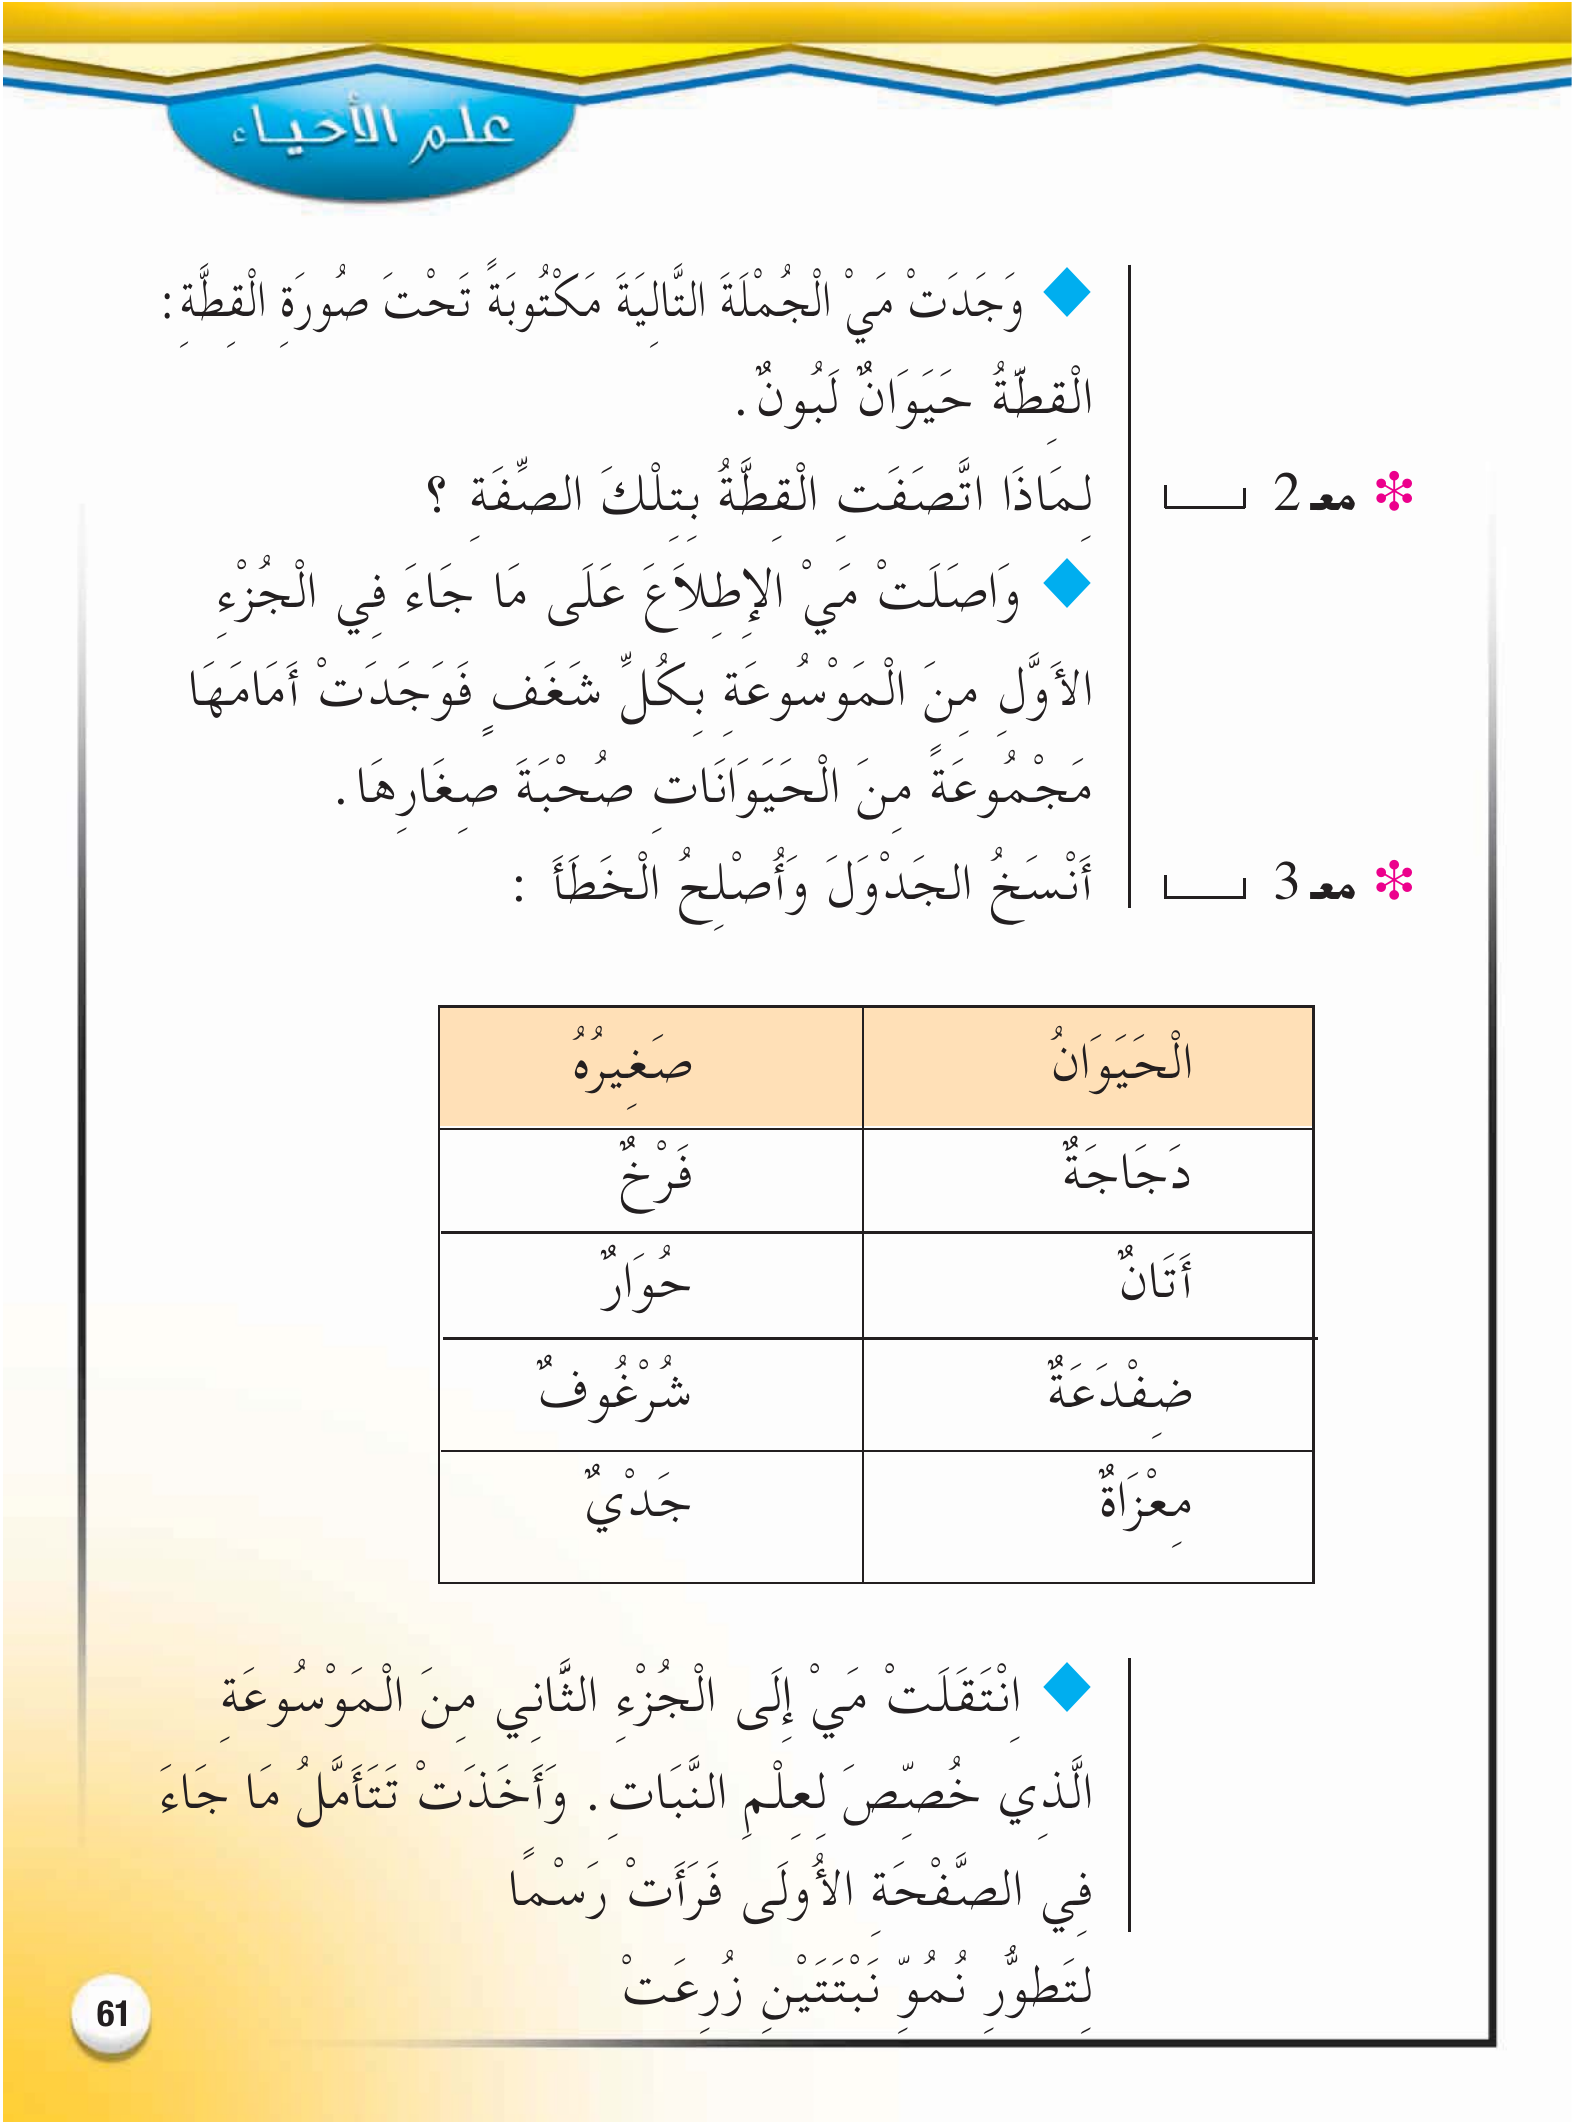 علم الأحياء
وَجَدَتْ مَيْ الْجُمْلَةَ التَّالِيَةَ مَكْتُوبَةً تَحْتَ صُورَةِ الْقِطَّةِ:
الْقِطّةُ حَيَوَانٌ لَبُونٌ.
معـ 2 لِمَاذَا اتَّصَفَتِ الْقِطَّةُ بِتِلْكَ الصِّفَةِ ؟
وَاصَلَتْ مَيْ الإِطِلاَعَ عَلَى مَا جَاءَ فِي الْجُزْءِ
الأَوَّلِ مِنَ الْمَوْسُوعَةِ بِكُلِّ شَغَفٍ فَوَجَدَتْ أَمَامَهَا
مَجْمُوعَةً مِنَ الْحَيَوَانَاتِ صُحْبَةَ صِغَارِهَا.
معـ 3 أَنْسَخُ الجَدْوَلَ وَأُصْلِحُ الْخَطَأَ :
الْحَيَوَانُ صَغِيرُهُ
دَجَاجَةٌ فَرْخٌ
أَتَانٌ حُوَارٌ
ضِفْدَعَةٌ شُرْغُوفٌ
مِعْزَاةٌ جَدْيٌ
اِنْتَقَلَتْ مَيْ إِلَى الْجُزْءِ الثَّانِي مِنَ الْمَوْسُوعَةِ
الَّذِي خُصِّصَ لِعِلْمِ النَّبَاتِ. وَأَخَذَتْ تَتَأَمَّلُ مَا جَاءَ
فِي الصَّفْحَةِ الأُولَى فَرَأَتْ رَسْمًا
لِتَطوُّرِ نُمُوِّ نَبْتَتَيْنِ زُرِعَتْ
61